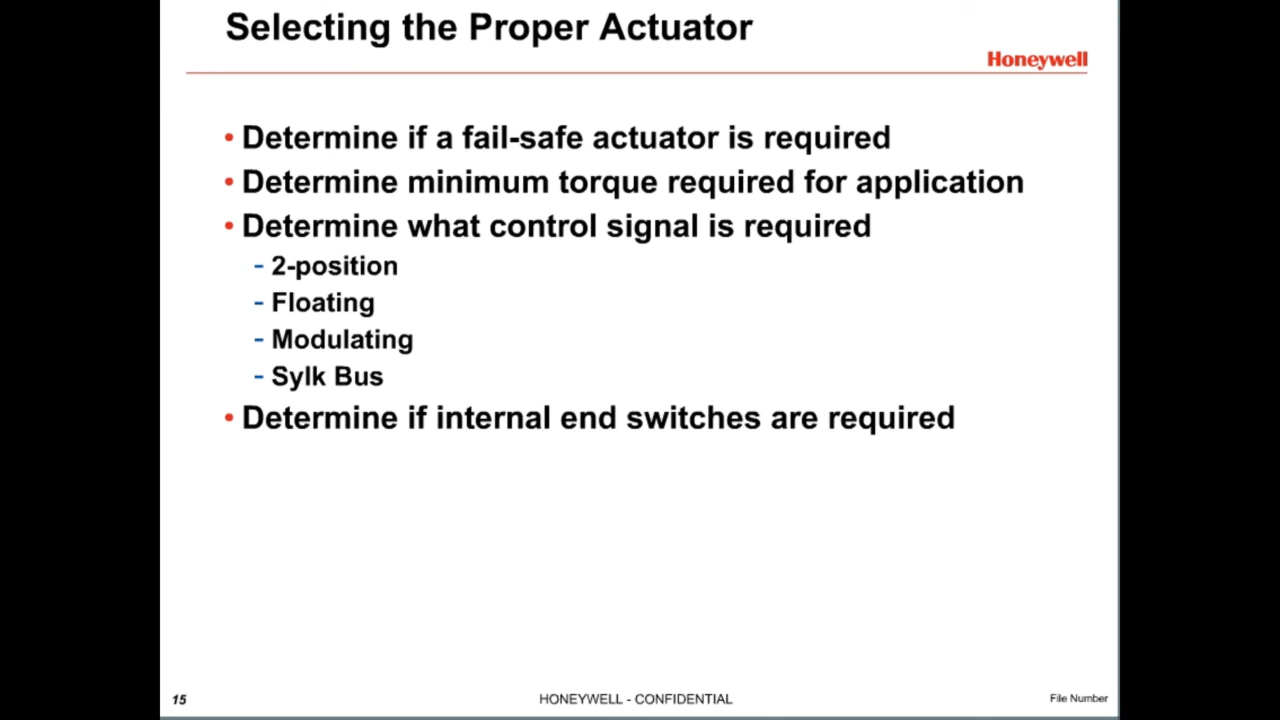 Selecting the Proper Actuator
Honeywell
• Determine if a fail-safe actuator is required
• Determine minimum torque required for application
• Determine what control signal is required
- 2-position
- Floating
- Modulating
- Sylk Bus
• Determine if internal end switches are required
15
HONEYWELL - CONFIDENTIAL
File Number